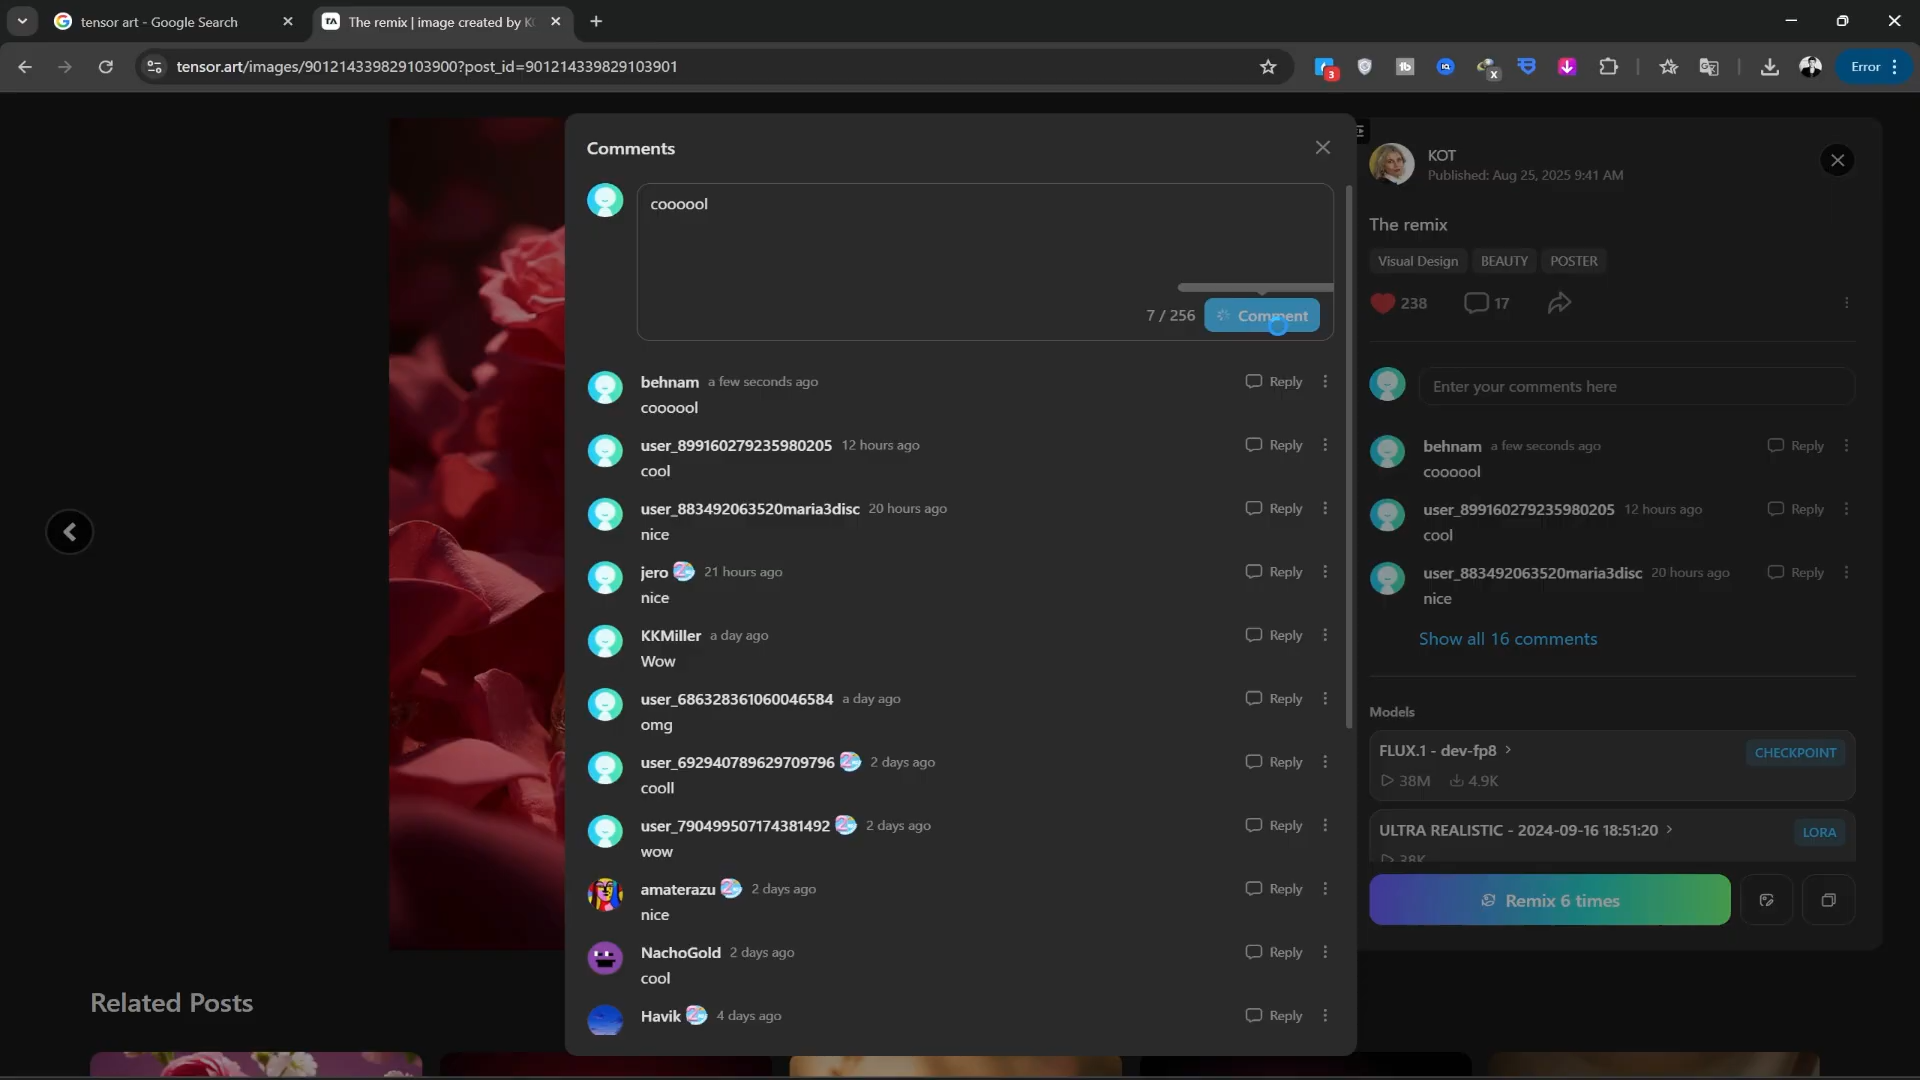 tensor art - Google Search
The remix | image created by KO
tensor.art/images/901214339829103900?post_id=901214339829103901
3
Error
Comments
coooool
7 / 256
Comment
behnam a few seconds ago
Reply
coooool
user_899160279235980205 12 hours ago
Reply
cool
user_883492063520maria3disc 20 hours ago
Reply
nice
jero 21 hours ago
Reply
nice
KKMiller a day ago
Reply
Wow
user_686328361060046584 a day ago
Reply
omg
user_692940789629709796 2 days ago
Reply
cooll
user_790499507174381492 2 days ago
Reply
wow
amaterazu 2 days ago
Reply
nice
NachoGold 2 days ago
Reply
cool
Havik 4 days ago
Reply
KOT
Published: Aug 25, 2025 9:41 AM
The remix
Visual Design BEAUTY POSTER
238 17
Enter your comments here
behnam a few seconds ago
Reply
coooool
user_899160279235980205 12 hours ago
Reply
cool
user_883492063520maria3disc 20 hours ago
Reply
nice
Show all 16 comments
Models
FLUX.1 - dev-fp8
CHECKPOINT
38M 4.9K
ULTRA REALISTIC - 2024-09-16 18:51:20
LORA
38K
Remix 6 times
Related Posts